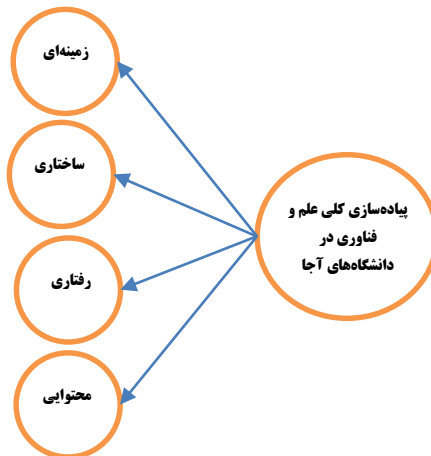 زمینه‌ای
ساختاری
پیاده‌سازی کلی علم و
فناوری در
دانشگاه‌های آجا
رفتاری
محتوایی